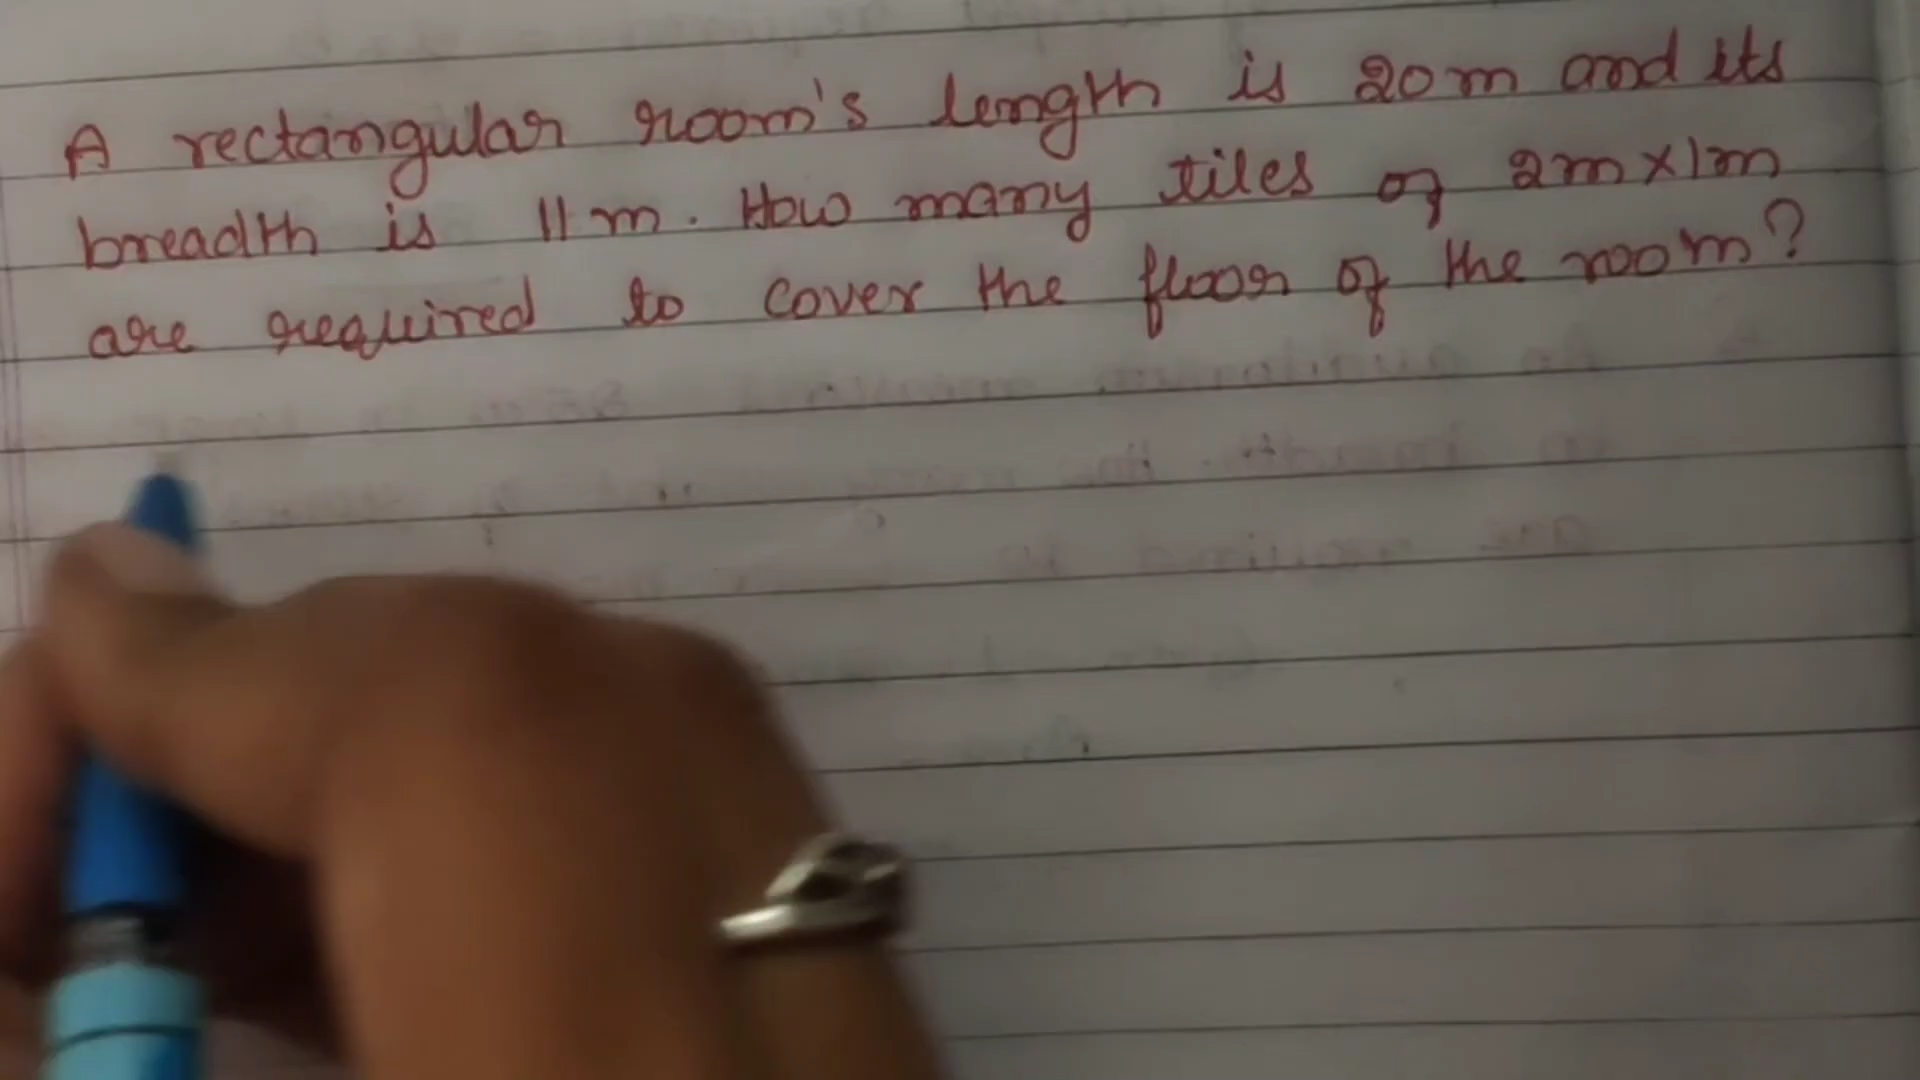 A rectangular room's length is 20m and its
breadth is 11 m. How many tiles of 2m×1m
are required to cover the floor of the room?